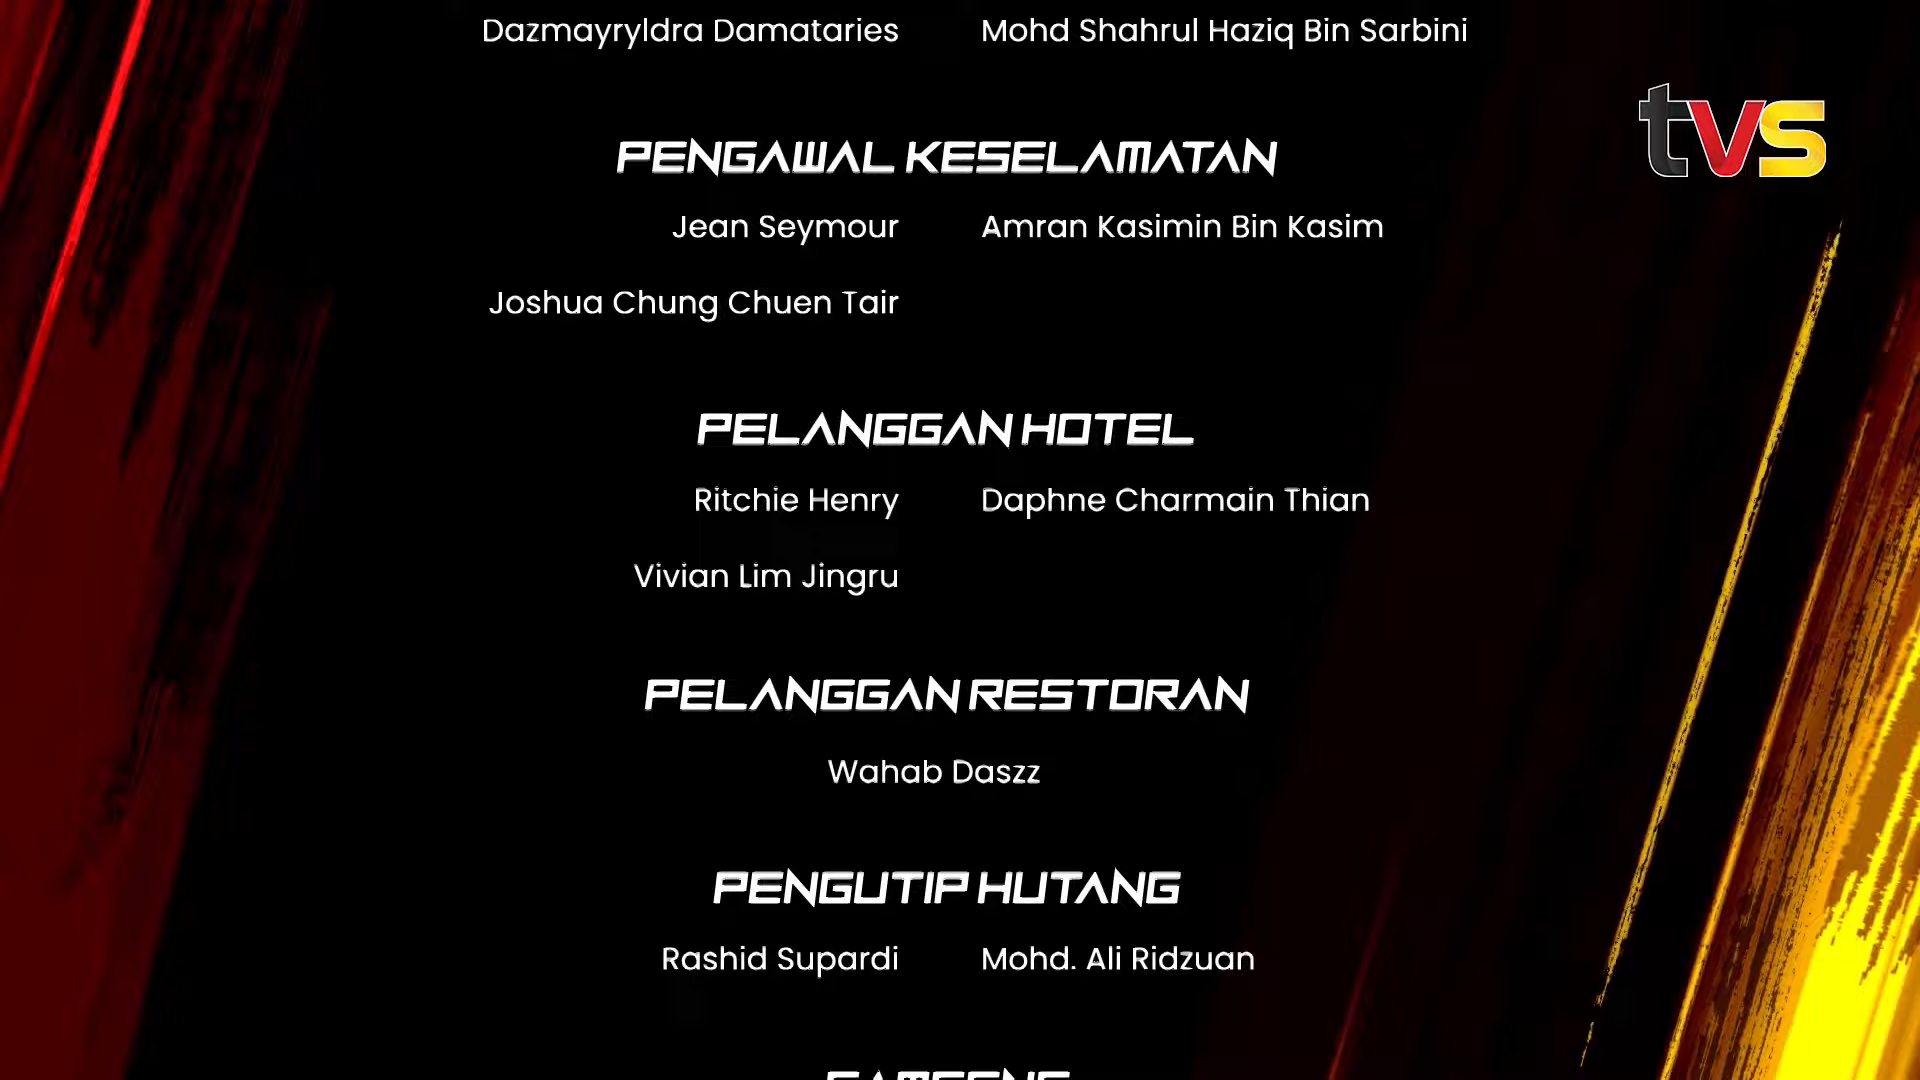 Dazmayryldra Damataries Mohd Shahrul Haziq Bin Sarbini
tvs
PENGAWAL KESELAMATAN
Jean Seymour Amran Kasimin Bin Kasim
Joshua Chung Chuen Tair
PELANGGAN HOTEL
Ritchie Henry Daphne Charmain Thian
Vivian Lim Jingru
PELANGGAN RESTORAN
Wahab Daszz
PENGUTIP HUTANG
Rashid Supardi Mohd. Ali Ridzuan